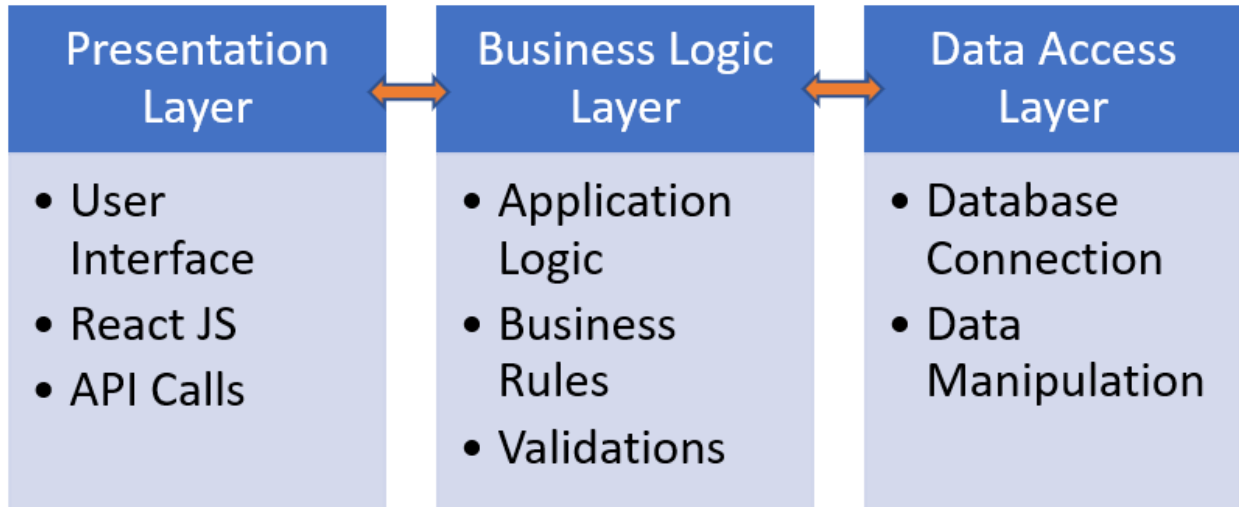 Presentation
Layer
• User
Interface
• React JS
• API Calls
Business Logic
Layer
• Application
Logic
• Business
Rules
• Validations
Data Access
Layer
• Database
Connection
• Data
Manipulation